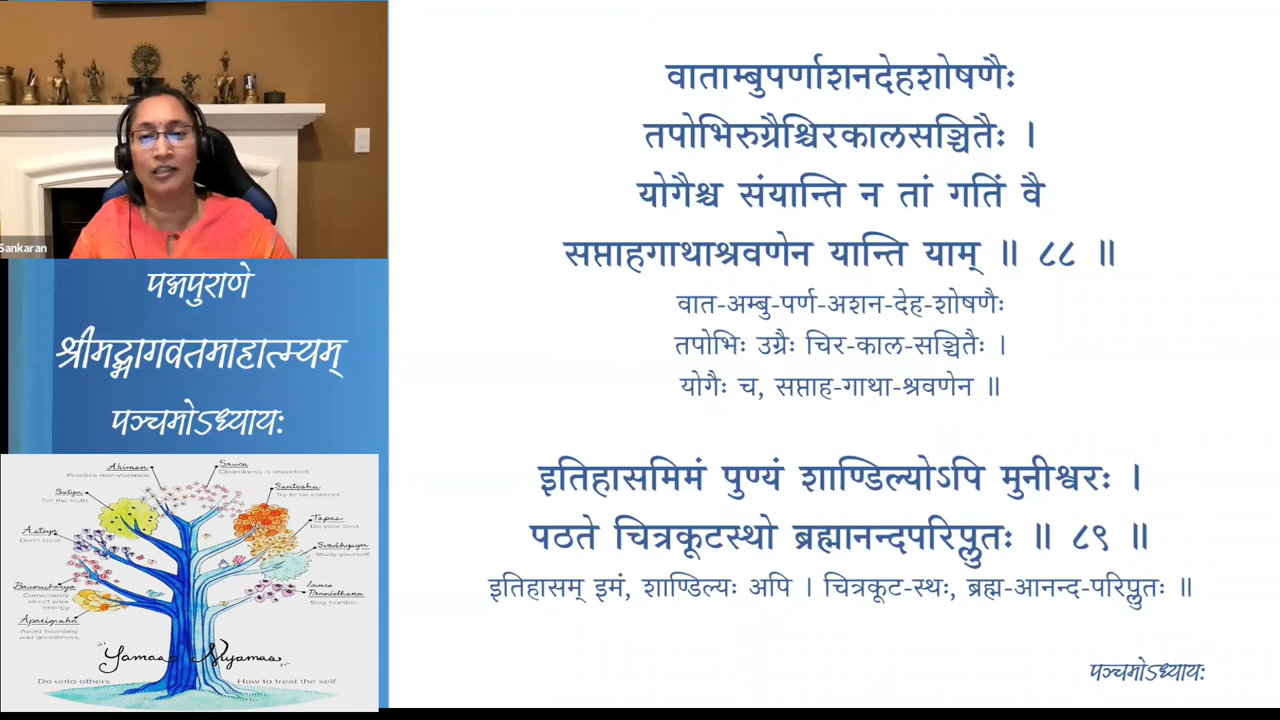 वाताम्बुपर्णाशनदेहशोषणैः
तपोभिरुग्रैश्चिरकालसञ्चितैः ।
योगैश्च संयान्ति न तां गतिं वै
सप्ताहगाथाश्रवणेन यान्ति याम् ॥ ८८ ॥
वात-अम्बु-पर्ण-अशन-देह-शोषणैः
तपोभिः उग्रैः चिर-काल-सञ्चितैः ।
योगैः च, सप्ताह-गाथा-श्रवणेन ॥
इतिहासमिमं पुण्यं शाण्डिल्योऽपि मुनीश्वरः ।
पठते चित्रकूटस्थो ब्रह्मानन्दपरिप्लुतः ॥ ८९ ॥
इतिहासम् इमं, शाण्डिल्यः अपि । चित्रकूट-स्थः, ब्रह्म-आनन्द-परिप्लुतः ॥
पञ्चमोऽध्यायः
Sankaran
पद्मपुराणे
श्रीमद्भागवतमाहात्म्यम्
पञ्चमोऽध्यायः
Ahimsa
Practice non-violence.
Sauca
Cleanliness is important.
Satya
Tell the truth.
Santosha
Try to be content.
Asteya
Don't steal.
Tapas
Do your best.
Svadhyaya
Study yourself.
Bramacharya
Consciously
direct your
energy.
Isvara
Pranidhana
Stay humble.
Aparigraha
Avoid hoarding
and greediness.
"Yamas Niyamas"
Do unto others
How to treat the self